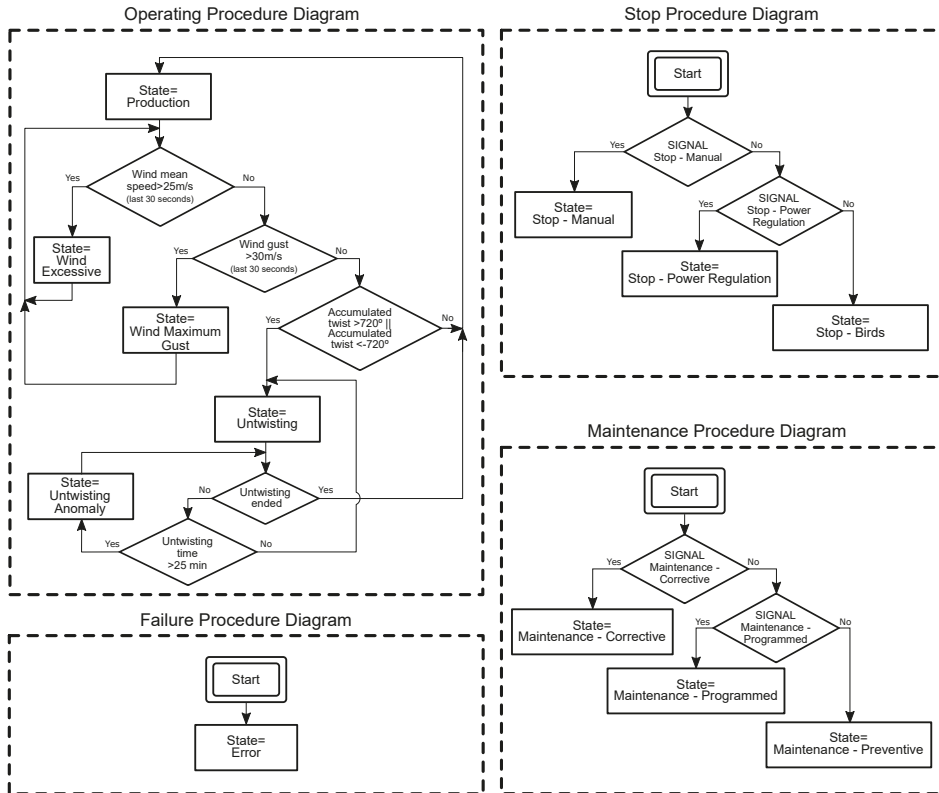 Operating Procedure Diagram
State=
Production
Wind mean
speed>25m/s
(last 30 seconds)
Yes
No
State=
Wind
Excessive
Wind gust
>30m/s
(last 30 seconds)
Yes
No
State=
Wind Maximum
Gust
Accumulated
twist >720º ||
Accumulated
twist <-720º
Yes
No
State=
Untwisting
State=
Untwisting
Anomaly
Untwisting
ended
No
Yes
Untwisting
time
>25 min
Yes
No
Stop Procedure Diagram
Start
SIGNAL
Stop - Manual
Yes
No
State=
Stop - Manual
SIGNAL
Stop - Power
Regulation
Yes
No
State=
Stop - Power Regulation
State=
Stop - Birds
Failure Procedure Diagram
Start
State=
Error
Maintenance Procedure Diagram
Start
SIGNAL
Maintenance -
Corrective
Yes
No
State=
Maintenance - Corrective
SIGNAL
Maintenance -
Programmed
Yes
No
State=
Maintenance - Programmed
State=
Maintenance - Preventive